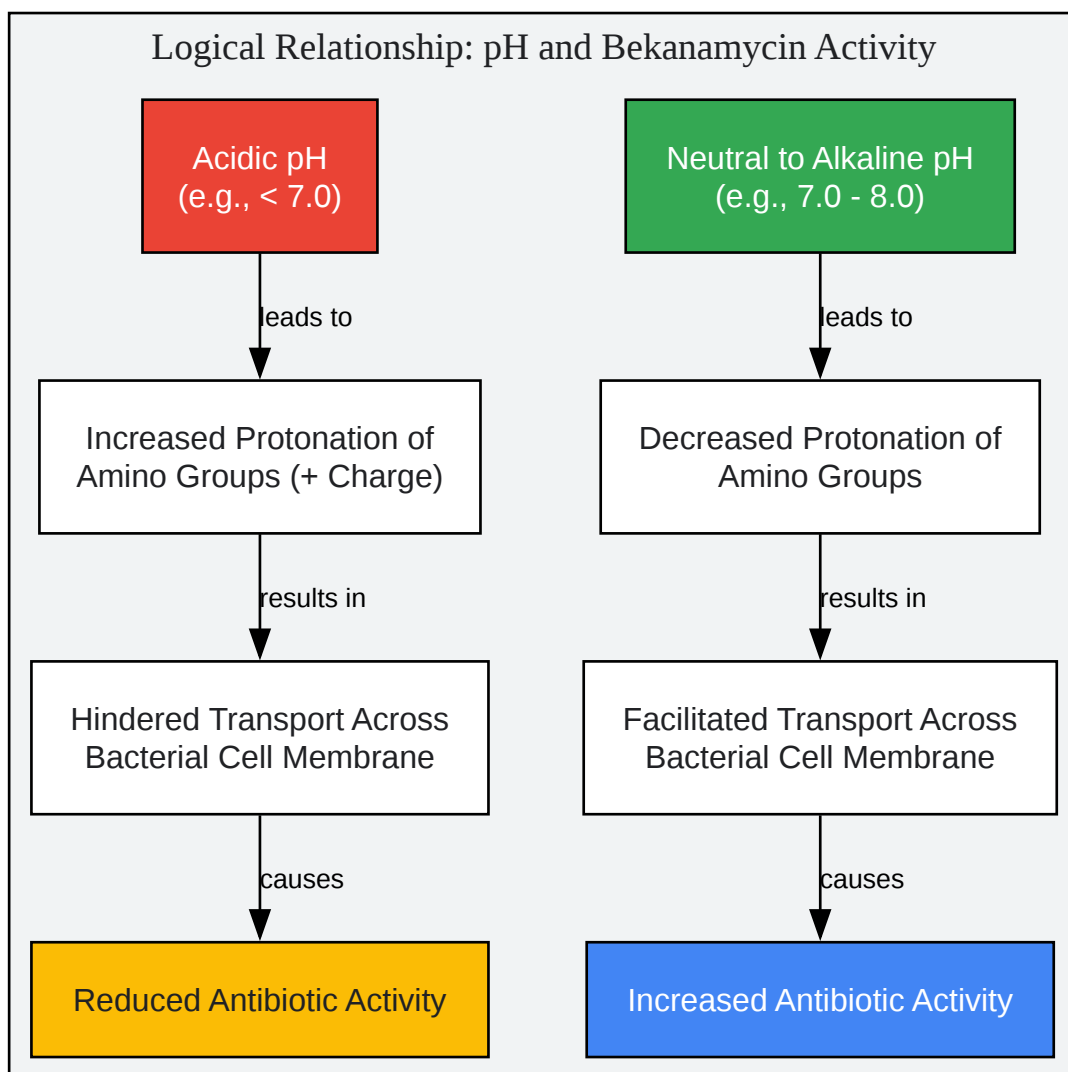 Logical Relationship: pH and Bekanamycin Activity
Acidic pH
(e.g., < 7.0)
leads to
Increased Protonation of
Amino Groups (+ Charge)
results in
Hindered Transport Across
Bacterial Cell Membrane
causes
Reduced Antibiotic Activity
Neutral to Alkaline pH
(e.g., 7.0 - 8.0)
leads to
Decreased Protonation of
Amino Groups
results in
Facilitated Transport Across
Bacterial Cell Membrane
causes
Increased Antibiotic Activity